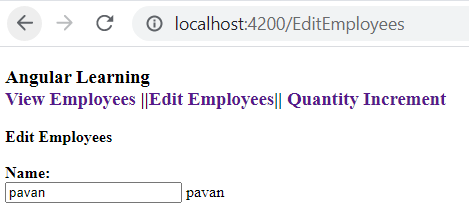 localhost:4200/EditEmployees
Angular Learning
View Employees ||Edit Employees|| Quantity Increment
Edit Employees
Name:
pavan pavan